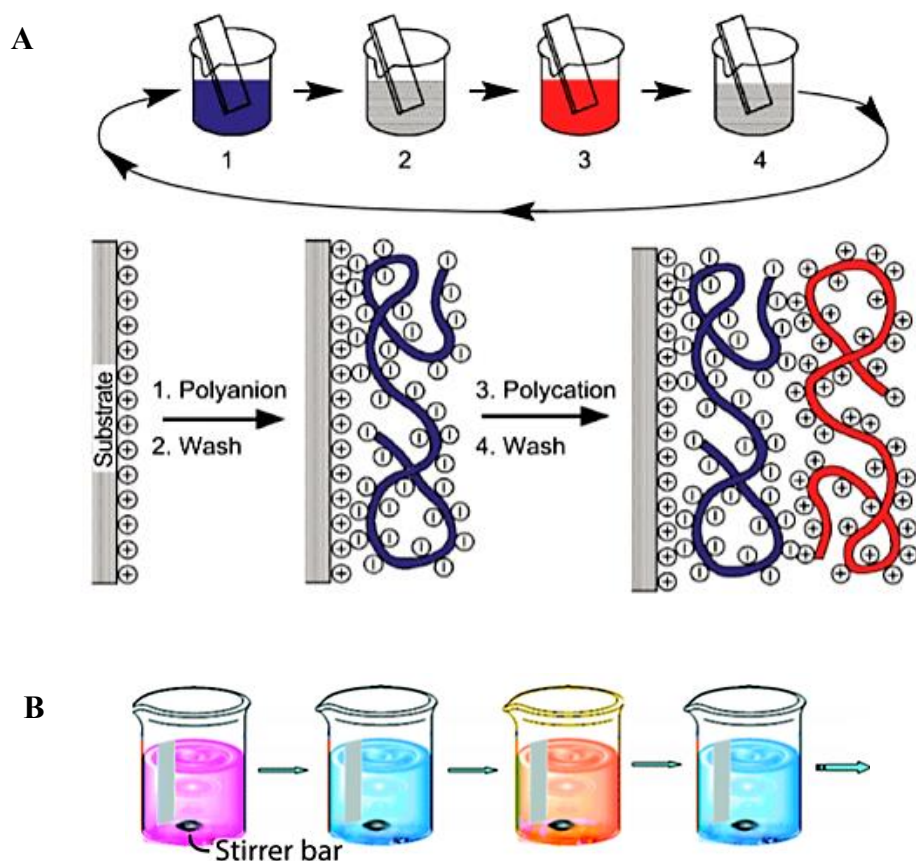 A
1 2 3 4
Substrate
1. Polyanion
2. Wash
3. Polycation
4. Wash
B
Stirrer bar